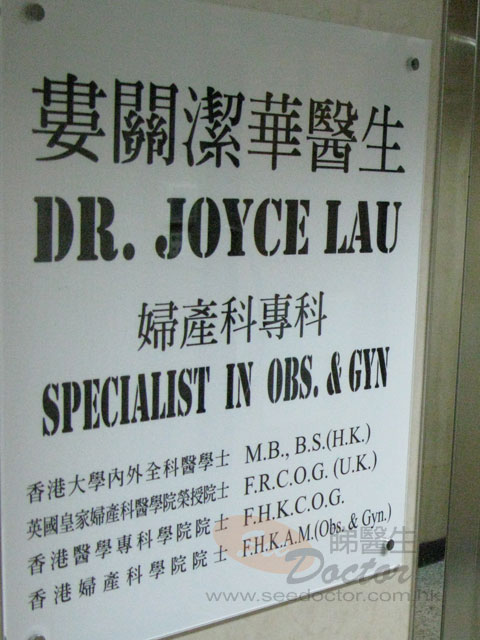 婁關潔華醫生
DR. JOYCE LAU
婦產科專科
SPECIALIST IN OBS. & GYN
香港大學內外全科醫學士 M.B., B.S.(H.K.)
英國皇家婦產科醫學院榮授院士 F.R.C.O.G. (U.K.)
香港醫學專科學院院士 F.H.K.C.O.G.
香港婦產科學院院士 F.H.K.A.M.(Obs. & Gyn.)
睇醫生
Doctor
www.seedoctor.com.hk